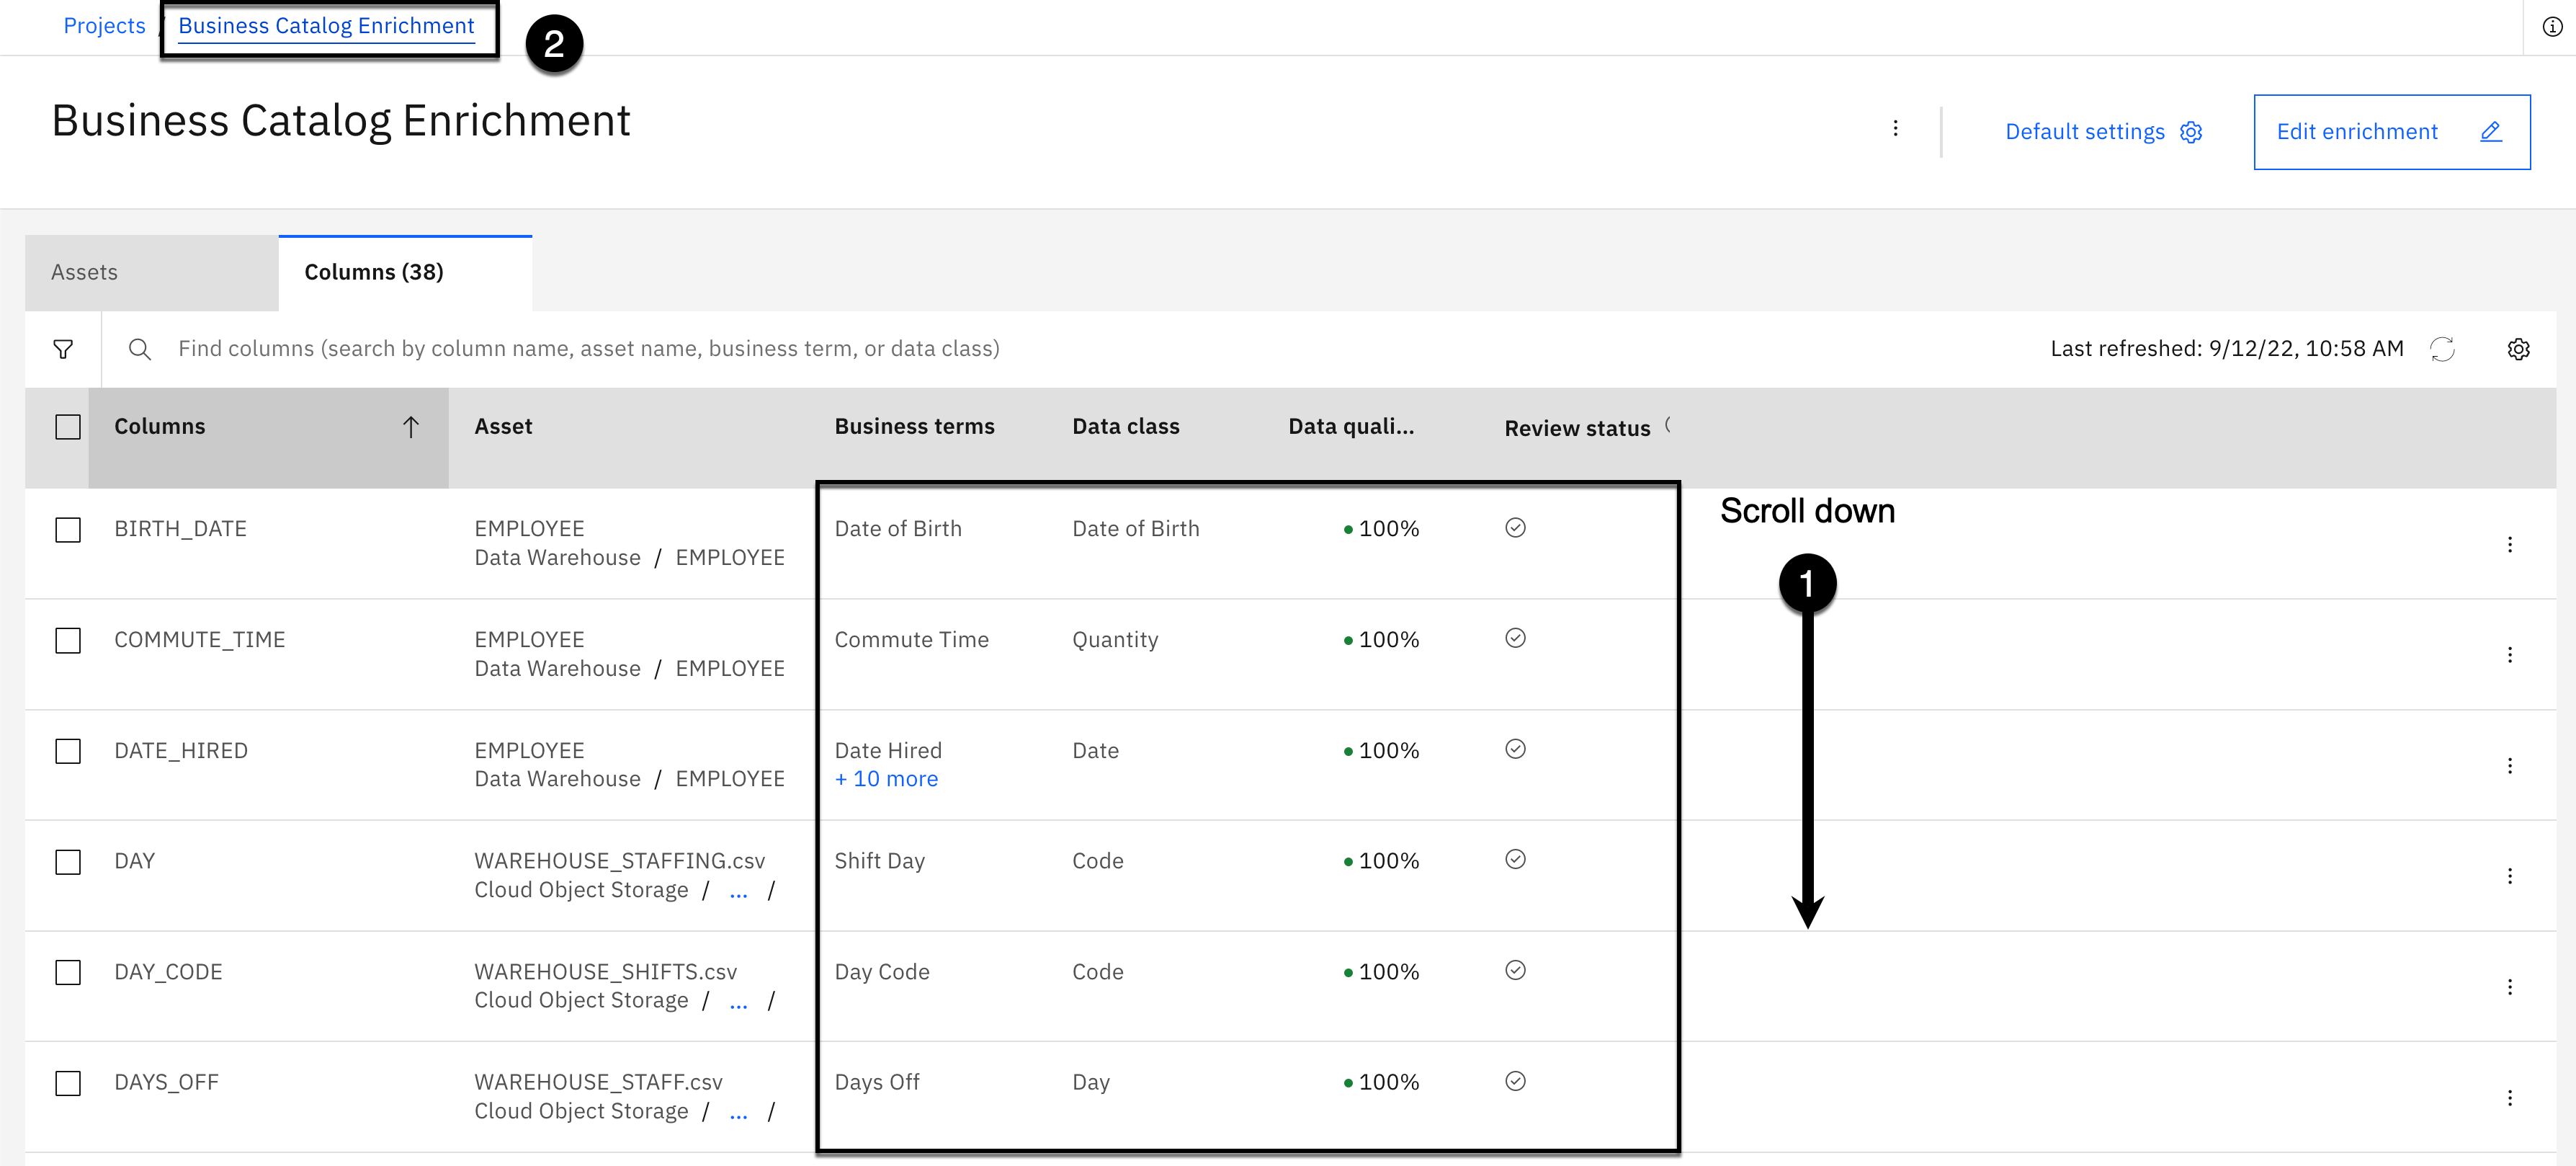 Projects / Business Catalog Enrichment
2
Business Catalog Enrichment
Default settings
Edit enrichment
Assets
Columns (38)
Find columns (search by column name, asset name, business term, or data class)
Last refreshed: 9/12/22, 10:58 AM
Columns Asset Business terms Data class Data quali... Review status
Scroll down
1
BIRTH_DATE EMPLOYEE Date of Birth Date of Birth 100%
Data Warehouse / EMPLOYEE
COMMUTE_TIME EMPLOYEE Commute Time Quantity 100%
Data Warehouse / EMPLOYEE
DATE_HIRED EMPLOYEE Date Hired Date 100%
Data Warehouse / EMPLOYEE + 10 more
DAY WAREHOUSE_STAFFING.csv Shift Day Code 100%
Cloud Object Storage / ... /
DAY_CODE WAREHOUSE_SHIFTS.csv Day Code Code 100%
Cloud Object Storage / ... /
DAYS_OFF WAREHOUSE_STAFF.csv Days Off Day 100%
Cloud Object Storage / ... /